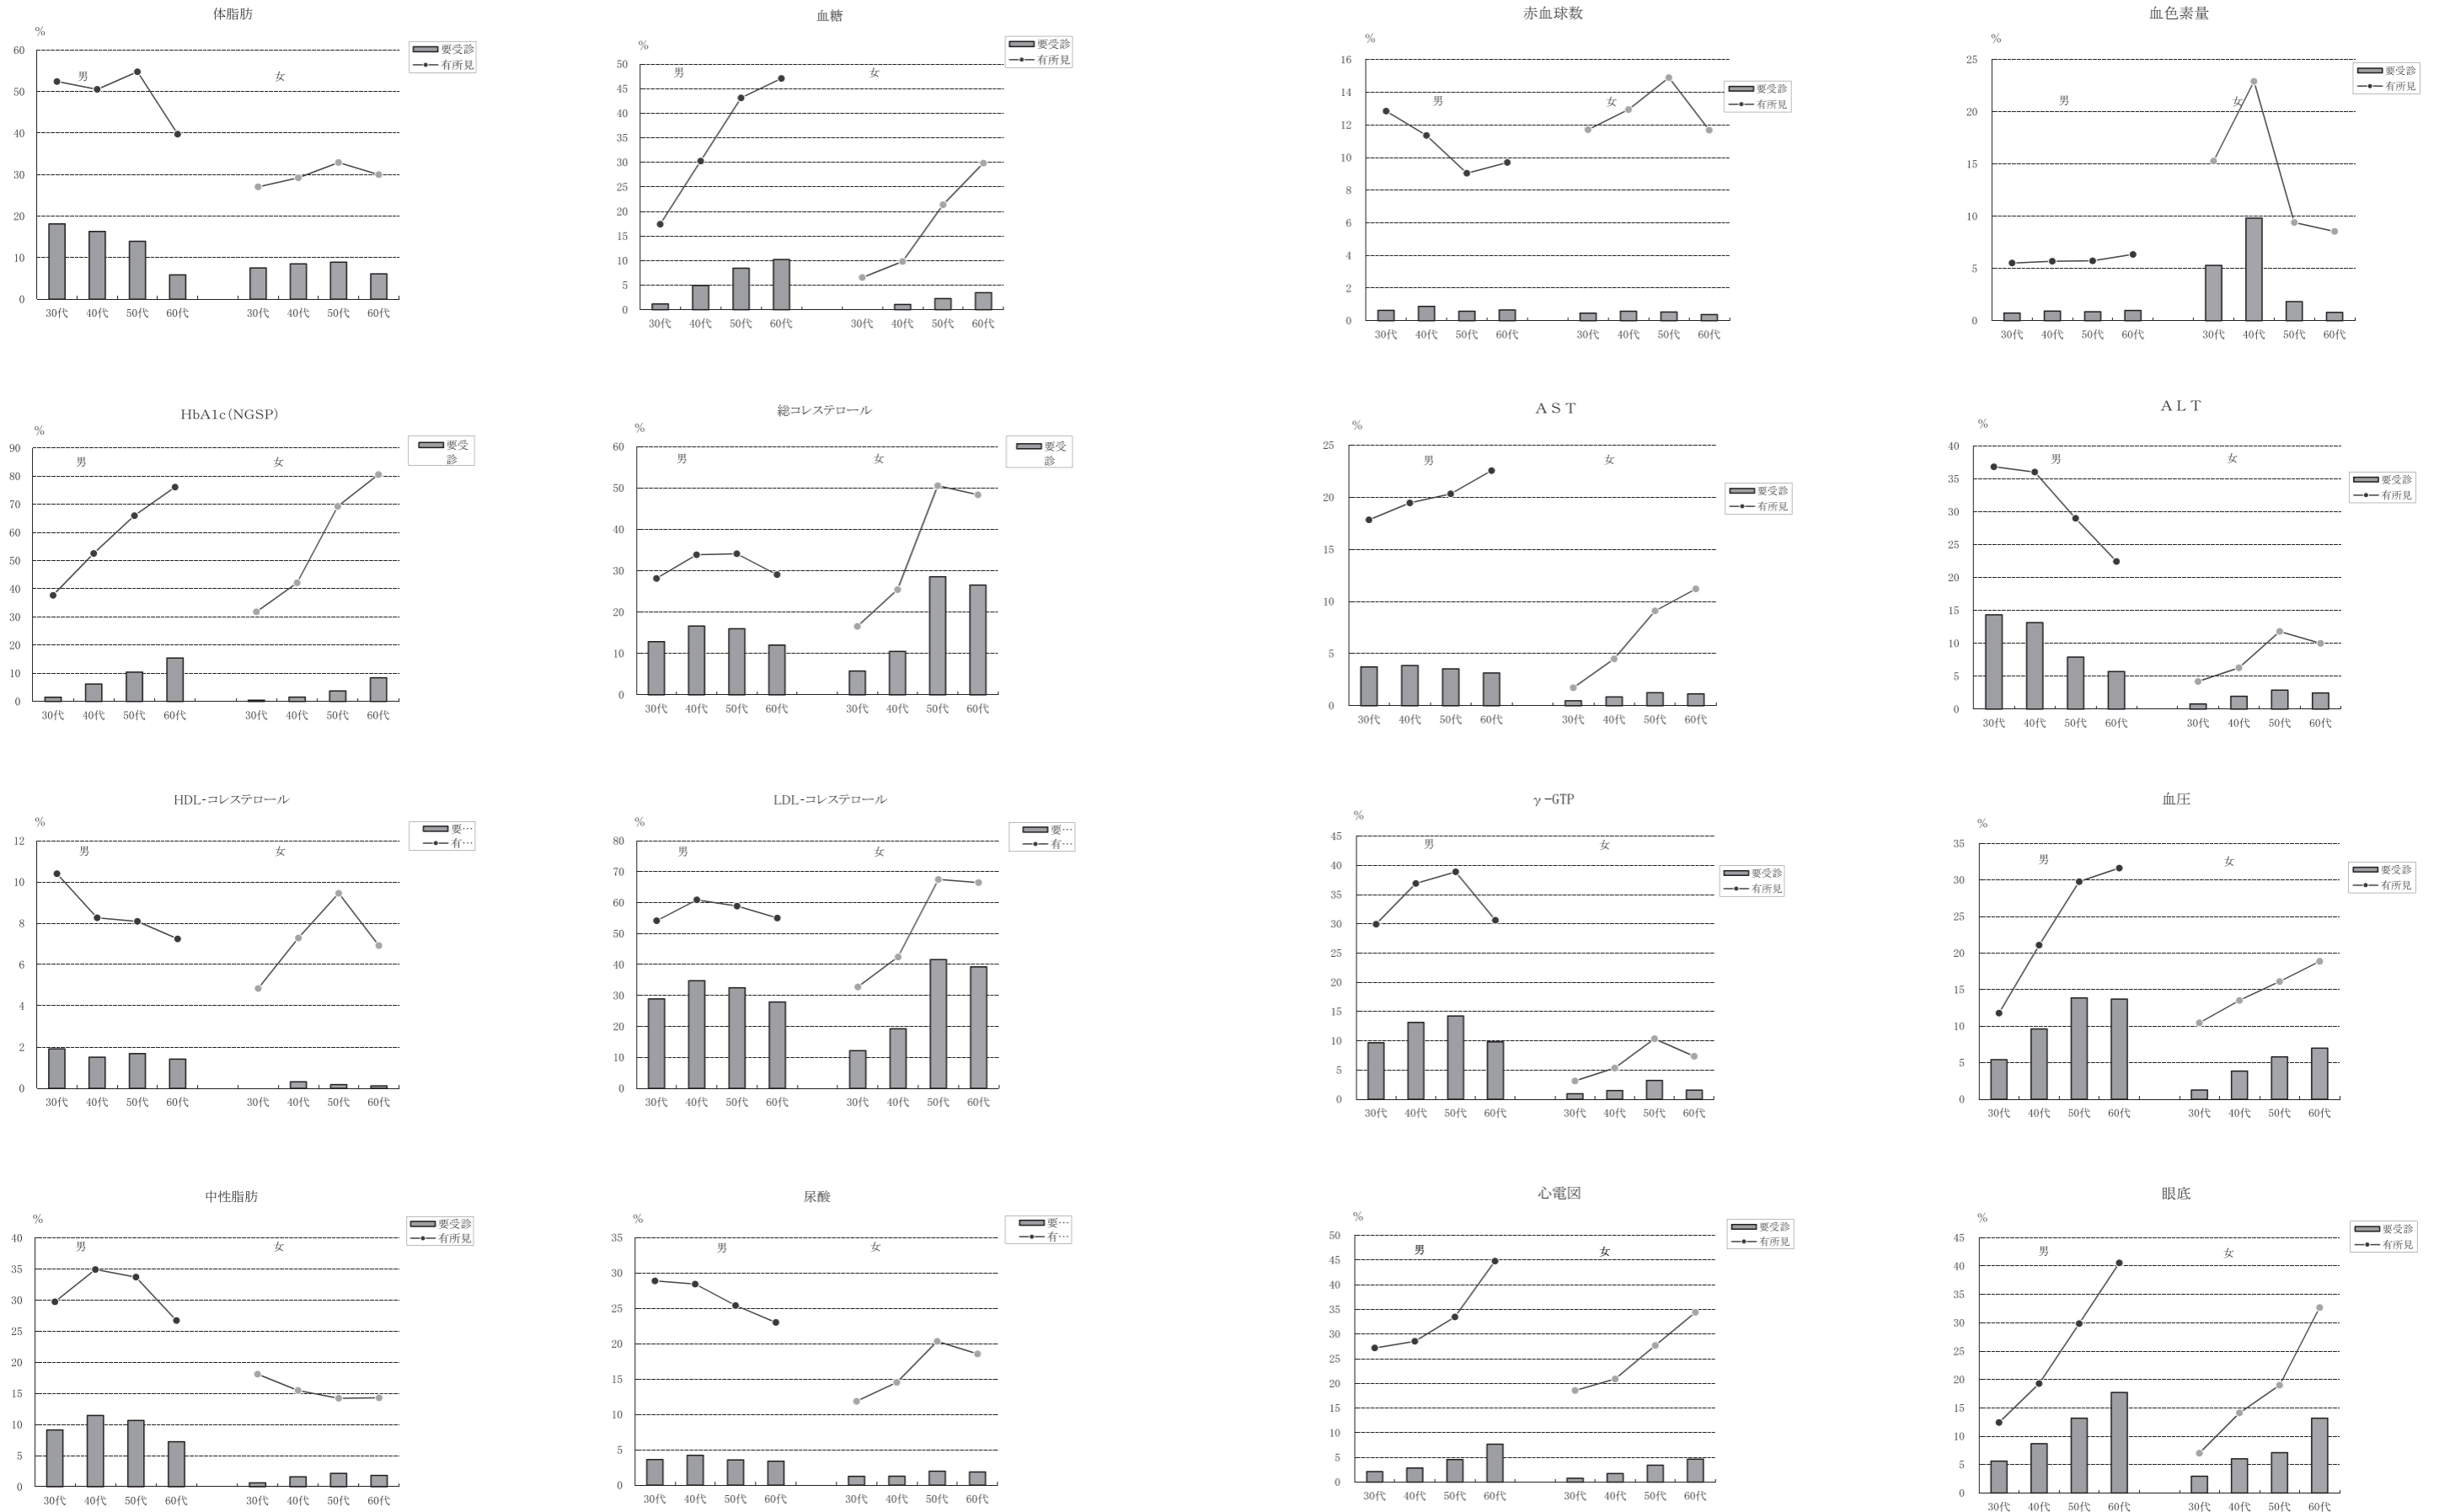 体脂肪
%
60
50
40
30
20
10
0
男
女
30代 40代 50代 60代 30代 40代 50代 60代
要受診
有所見
血糖
%
50
45
40
35
30
25
20
15
10
5
0
男
女
30代 40代 50代 60代 30代 40代 50代 60代
要受診
有所見
赤血球数
%
16
14
12
10
8
6
4
2
0
男
女
30代 40代 50代 60代 30代 40代 50代 60代
要受診
有所見
血色素量
%
25
20
15
10
5
0
男
女
30代 40代 50代 60代 30代 40代 50代 60代
要受診
有所見
HbA1c(NGSP)
%
90
80
70
60
50
40
30
20
10
0
男
女
30代 40代 50代 60代 30代 40代 50代 60代
要受
診
総コレステロール
%
60
50
40
30
20
10
0
男
女
30代 40代 50代 60代 30代 40代 50代 60代
要受
診
ＡＳＴ
%
25
20
15
10
5
0
男
女
30代 40代 50代 60代 30代 40代 50代 60代
要受診
有所見
ＡＬＴ
%
40
35
30
25
20
15
10
5
0
男
女
30代 40代 50代 60代 30代 40代 50代 60代
要受診
有所見
HDL-コレステロール
%
12
10
8
6
4
2
0
男
女
30代 40代 50代 60代 30代 40代 50代 60代
要…
有…
LDL-コレステロール
%
80
70
60
50
40
30
20
10
0
男
女
30代 40代 50代 60代 30代 40代 50代 60代
要…
有…
γ-GTP
%
45
40
35
30
25
20
15
10
5
0
男
女
30代 40代 50代 60代 30代 40代 50代 60代
要受診
有所見
血圧
%
35
30
25
20
15
10
5
0
男
女
30代 40代 50代 60代 30代 40代 50代 60代
要受診
有所見
中性脂肪
%
40
35
30
25
20
15
10
5
0
男
女
30代 40代 50代 60代 30代 40代 50代 60代
要受診
有所見
尿酸
%
35
30
25
20
15
10
5
0
男
女
30代 40代 50代 60代 30代 40代 50代 60代
要…
有…
心電図
%
50
45
40
35
30
25
20
15
10
5
0
男
女
30代 40代 50代 60代 30代 40代 50代 60代
要受診
有所見
眼底
%
45
40
35
30
25
20
15
10
5
0
男
女
30代 40代 50代 60代 30代 40代 50代 60代
要受診
有所見